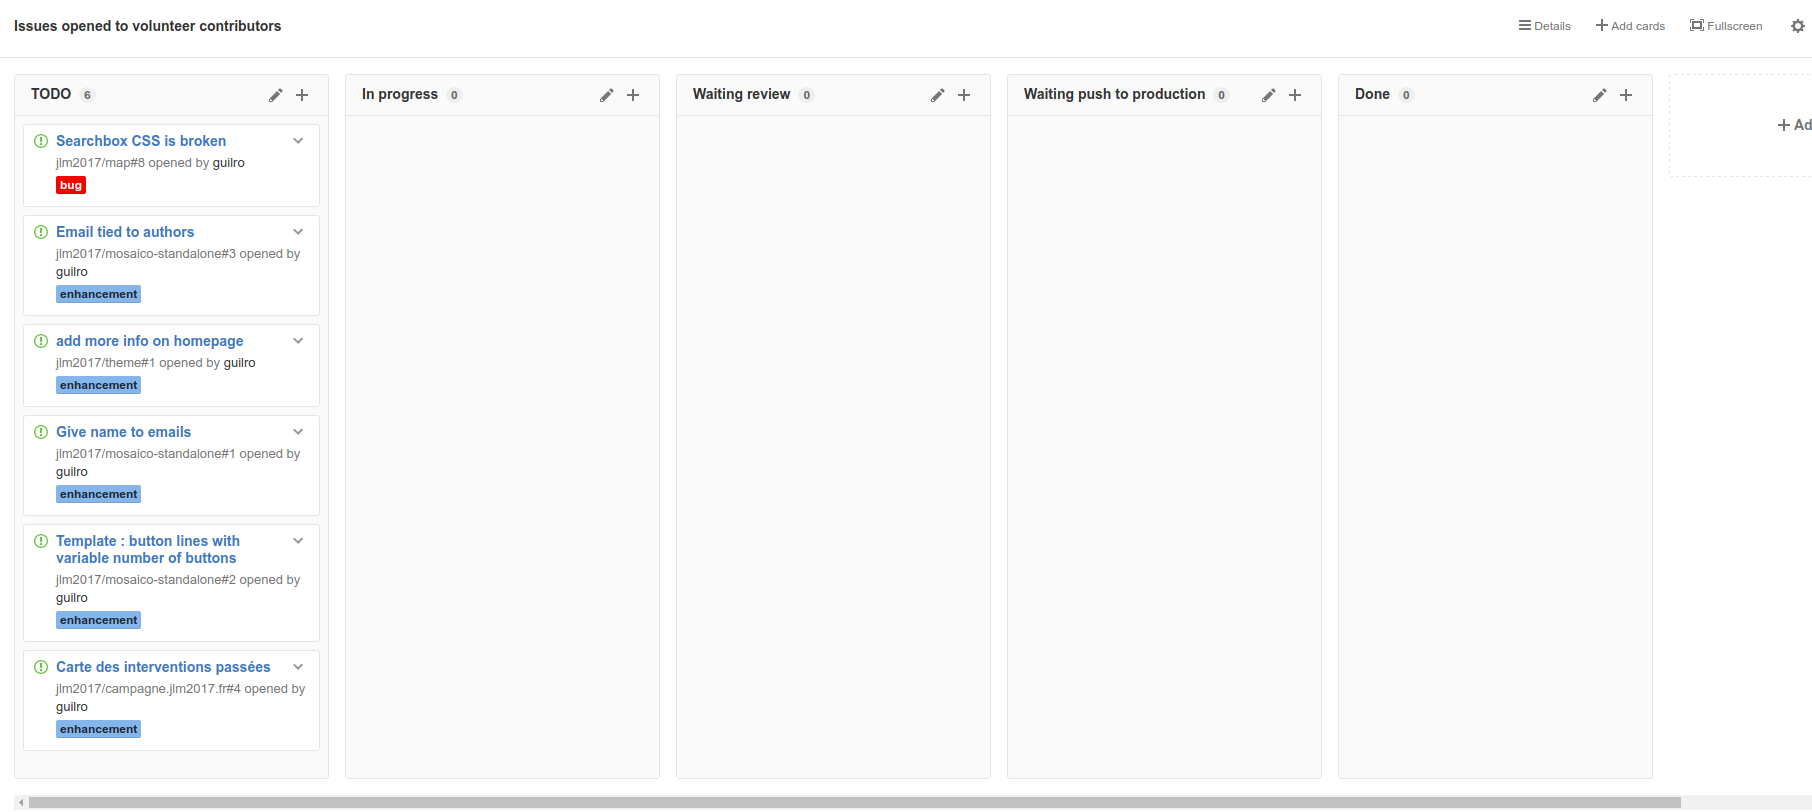 Issues opened to volunteer contributors
Details
Add cards
Fullscreen
TODO 6
Searchbox CSS is broken
jlm2017/map#8 opened by guilro
bug
Email tied to authors
jlm2017/mosaico-standalone#3 opened by
guilro
enhancement
add more info on homepage
jlm2017/theme#1 opened by guilro
enhancement
Give name to emails
jlm2017/mosaico-standalone#1 opened by
guilro
enhancement
Template : button lines with
variable number of buttons
jlm2017/mosaico-standalone#2 opened by
guilro
enhancement
Carte des interventions passées
jlm2017/campagne.jlm2017.fr#4 opened by
guilro
enhancement
In progress 0
Waiting review 0
Waiting push to production 0
Done 0